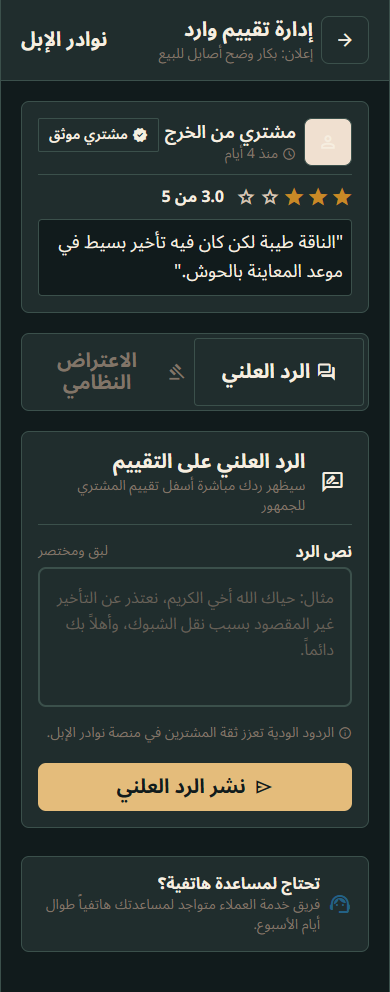 إدارة تقييم وارد
إعلان: بكار وضح أصايل للبيع
نوادر الإبل
مشتري من الخرج
منذ 4 أيام
مشتري موثق
3.0 من 5
"الناقة طيبة لكن كان فيه تأخير بسيط في
موعد المعاينة بالحوش."
الرد العلني
الاعتراض
النظامي
الرد العلني على التقييم
سيظهر ردك مباشرة أسفل تقييم المشتري
للجمهور
نص الرد
لبق ومختصر
مثال: حياك الله أخي الكريم، نعتذر عن التأخير
غير المقصود بسبب نقل الشبوك، وأهلاً بك
دائماً.
الردود الودية تعزز ثقة المشترين في منصة نوادر الإبل.
نشر الرد العلني
تحتاج لمساعدة هاتفية؟
فريق خدمة العملاء متواجد لمساعدتك هاتفياً طوال
أيام الأسبوع.